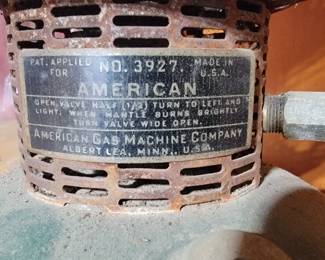 PAT. APPLIED FOR NO. 3927. MADE IN U.S.A.
AMERICAN
OPEN VALVE HALF (1/2) TURN TO LEFT AND
LIGHT; WHEN MANTLE BURNS BRIGHTLY
TURN VALVE WIDE OPEN.
AMERICAN GAS MACHINE COMPANY
ALBERT LEA, MINN., U.S.A.